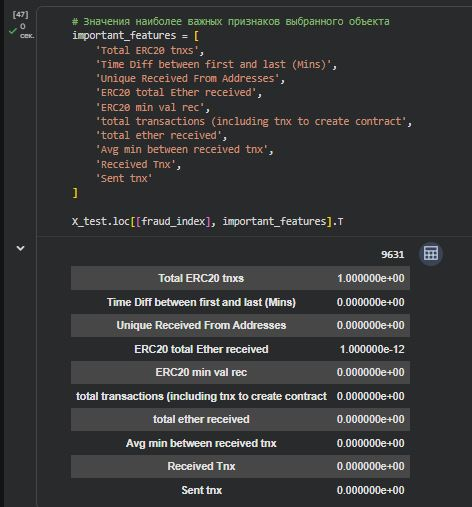 [47]
0
сек.
# Значения наиболее важных признаков выбранного объекта
important_features = [
    'Total ERC20 tnxs',
    'Time Diff between first and last (Mins)',
    'Unique Received From Addresses',
    'ERC20 total Ether received',
    'ERC20 min val rec',
    'total transactions (including tnx to create contract',
    'total ether received',
    'Avg min between received tnx',
    'Received Tnx',
    'Sent tnx'
]
X_test.loc[[fraud_index], important_features].T
9631
Total ERC20 tnxs 1.000000e+00
Time Diff between first and last (Mins) 0.000000e+00
Unique Received From Addresses 0.000000e+00
ERC20 total Ether received 1.000000e-12
ERC20 min val rec 0.000000e+00
total transactions (including tnx to create contract 0.000000e+00
total ether received 0.000000e+00
Avg min between received tnx 0.000000e+00
Received Tnx 0.000000e+00
Sent tnx 0.000000e+00